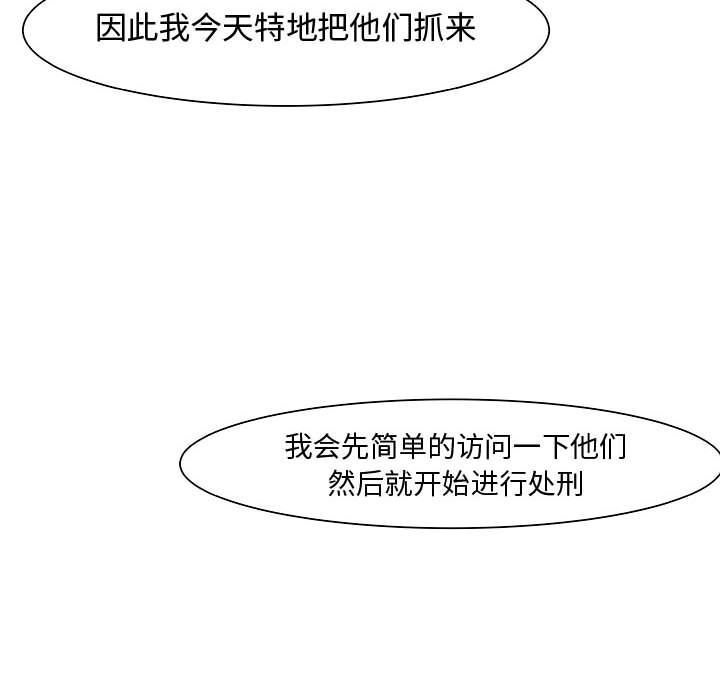 因此我今天特地把他们抓来
我会先简单的访问一下他们
然后就开始进行处刑